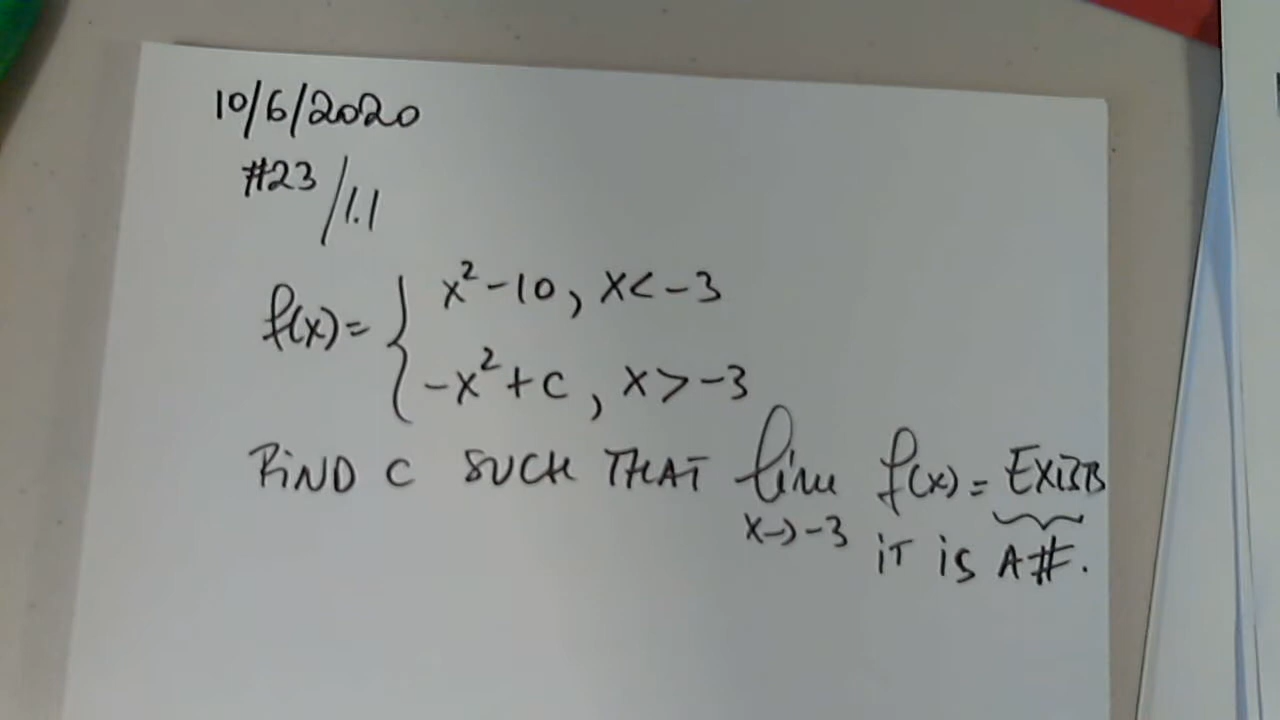 10/6/2020
#23/1.1
f(x) = { x² - 10, x < -3
-x² + c, x > -3
FIND C SUCH THAT lim f(x) = EXISTS
x→-3 IT IS A #.